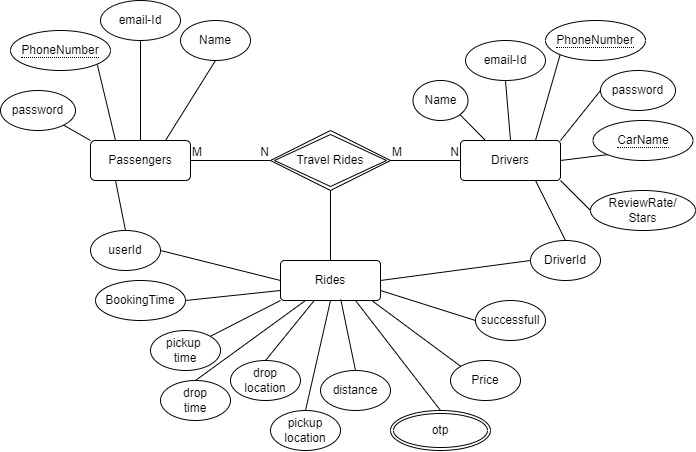 email-Id
Name
PhoneNumber
password
Passengers
M
N
Travel Rides
M
N
Drivers
Name
email-Id
PhoneNumber
password
CarName
ReviewRate/
Stars
DriverId
userId
Rides
BookingTime
pickup
time
drop
time
drop
location
pickup
location
distance
otp
Price
successfull